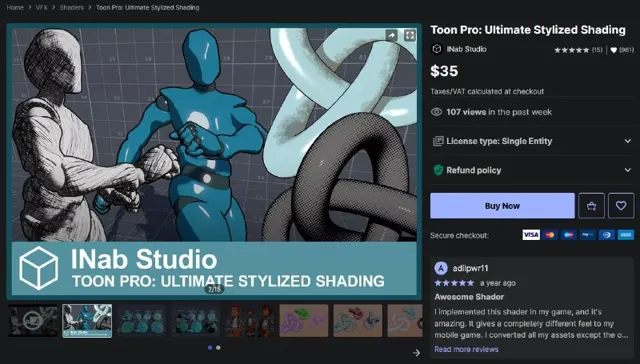 Home > VFX > Shaders > Toon Pro: Ultimate Stylized Shading
Toon Pro: Ultimate Stylized Shading
INab Studio
(15) | (961)
$35
Taxes/VAT calculated at checkout
107 views in the past week
License type: Single Entity
Refund policy
Buy Now
Secure checkout:
VISA
INab Studio
TOON PRO: ULTIMATE STYLIZED SHADING
2/15
A adilpwr11
a year ago
Awesome Shader
I implemented this shader in my game, and it's
amazing. It gives a completely different feel to my
mobile game. I converted all my assets except the o...
Read more reviews